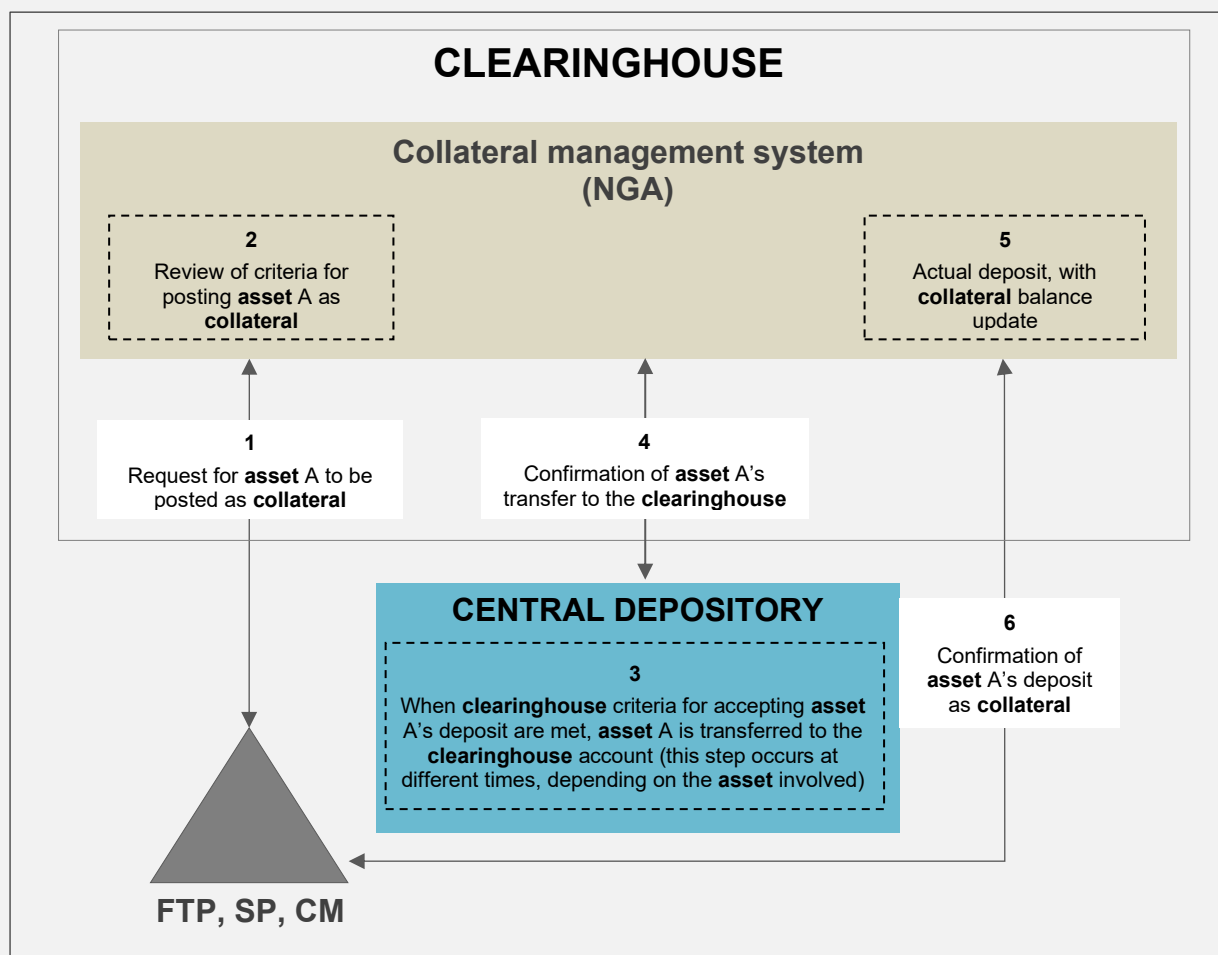 CLEARINGHOUSE
Collateral management system
(NGA)
2
Review of criteria for
posting asset A as
collateral
5
Actual deposit, with
collateral balance
update
1
Request for asset A to be
posted as collateral
4
Confirmation of asset A's
transfer to the clearinghouse
CENTRAL DEPOSITORY
3
When clearinghouse criteria for accepting asset
A's deposit are met, asset A is transferred to the
clearinghouse account (this step occurs at
different times, depending on the asset involved)
6
Confirmation of
asset A's deposit
as collateral
FTP, SP, CM